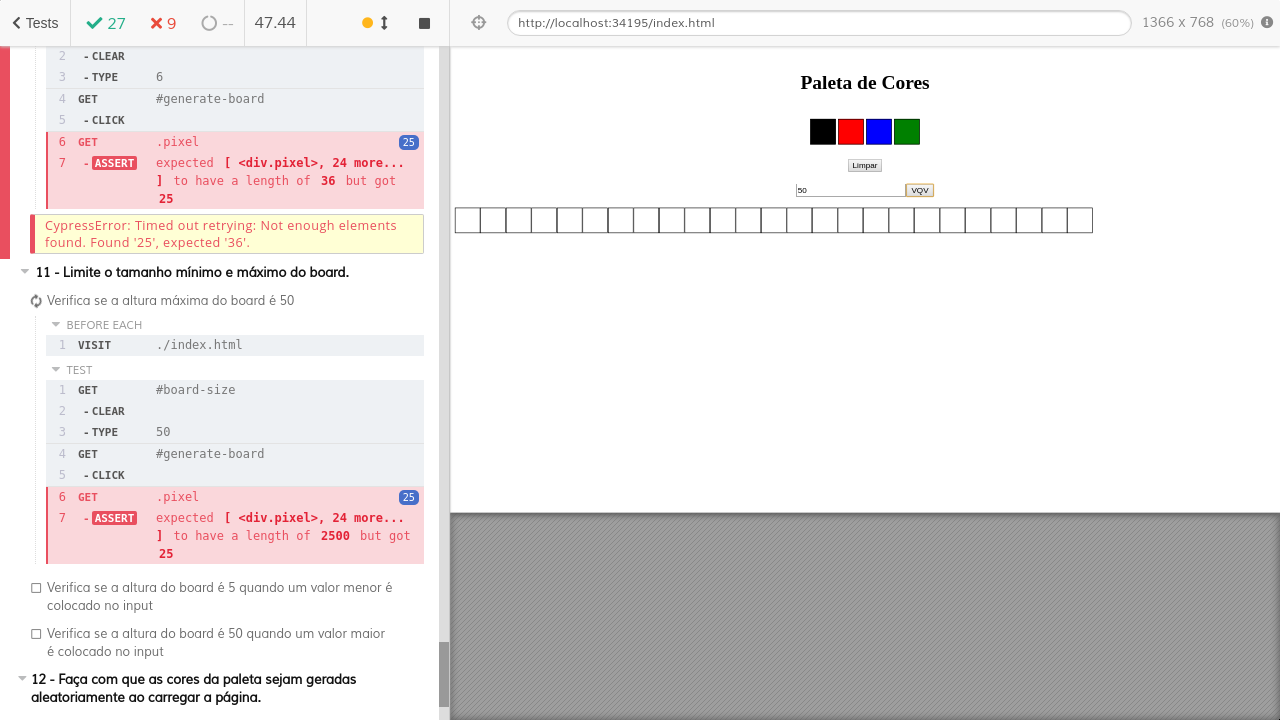 Tests 27 9 -- 47.44 http://localhost:34195/index.html 1366 x 768 (60%)
2 - CLEAR
3 - TYPE 6
4 GET #generate-board
5 - CLICK
6 GET .pixel 25
7 - ASSERT expected [ <div.pixel>, 24 more...
] to have a length of 36 but got
25
CypressError: Timed out retrying: Not enough elements
found. Found '25', expected '36'.
11 - Limite o tamanho mínimo e máximo do board.
Verifica se a altura máxima do board é 50
BEFORE EACH
1 VISIT ./index.html
TEST
1 GET #board-size
2 - CLEAR
3 - TYPE 50
4 GET #generate-board
5 - CLICK
6 GET .pixel 25
7 - ASSERT expected [ <div.pixel>, 24 more...
] to have a length of 2500 but got
25
Verifica se a altura do board é 5 quando um valor menor é
colocado no input
Verifica se a altura do board é 50 quando um valor maior
é colocado no input
12 - Faça com que as cores da paleta sejam geradas
aleatoriamente ao carregar a página.
Paleta de Cores
Limpar
50 VQV